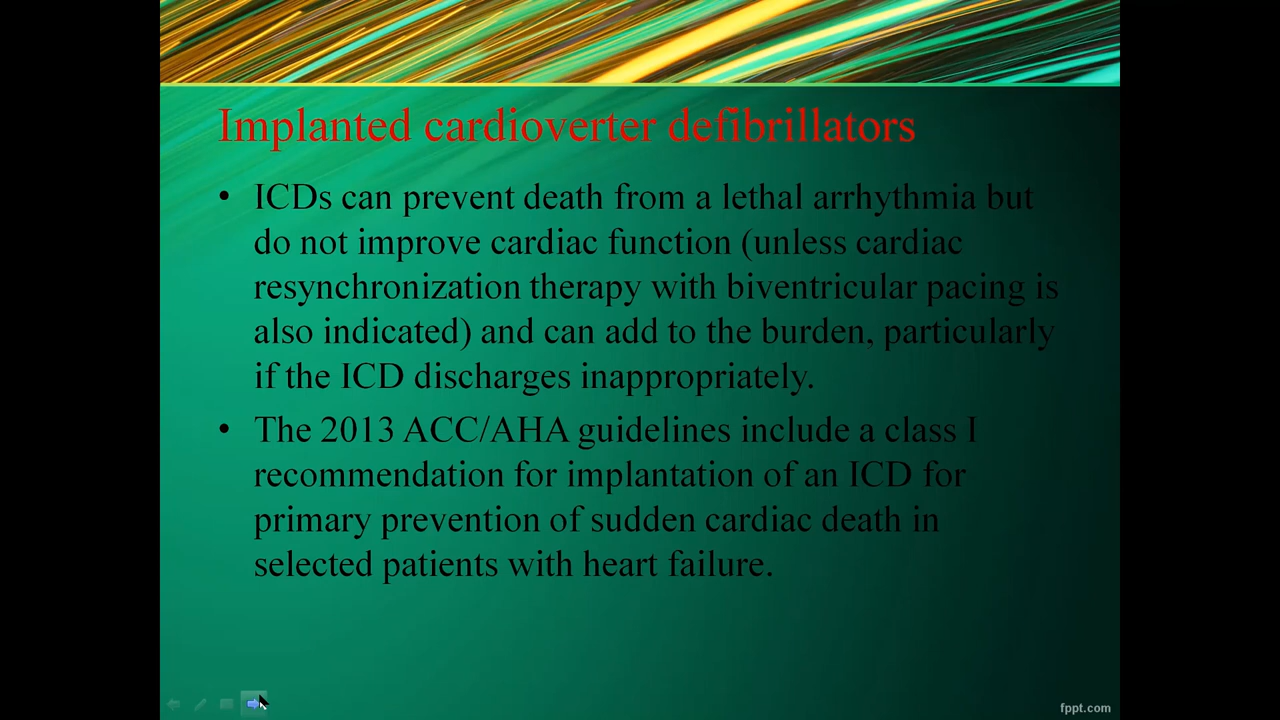 Implanted cardioverter defibrillators
• ICDs can prevent death from a lethal arrhythmia but
do not improve cardiac function (unless cardiac
resynchronization therapy with biventricular pacing is
also indicated) and can add to the burden, particularly
if the ICD discharges inappropriately.
• The 2013 ACC/AHA guidelines include a class I
recommendation for implantation of an ICD for
primary prevention of sudden cardiac death in
selected patients with heart failure.
fppt.com